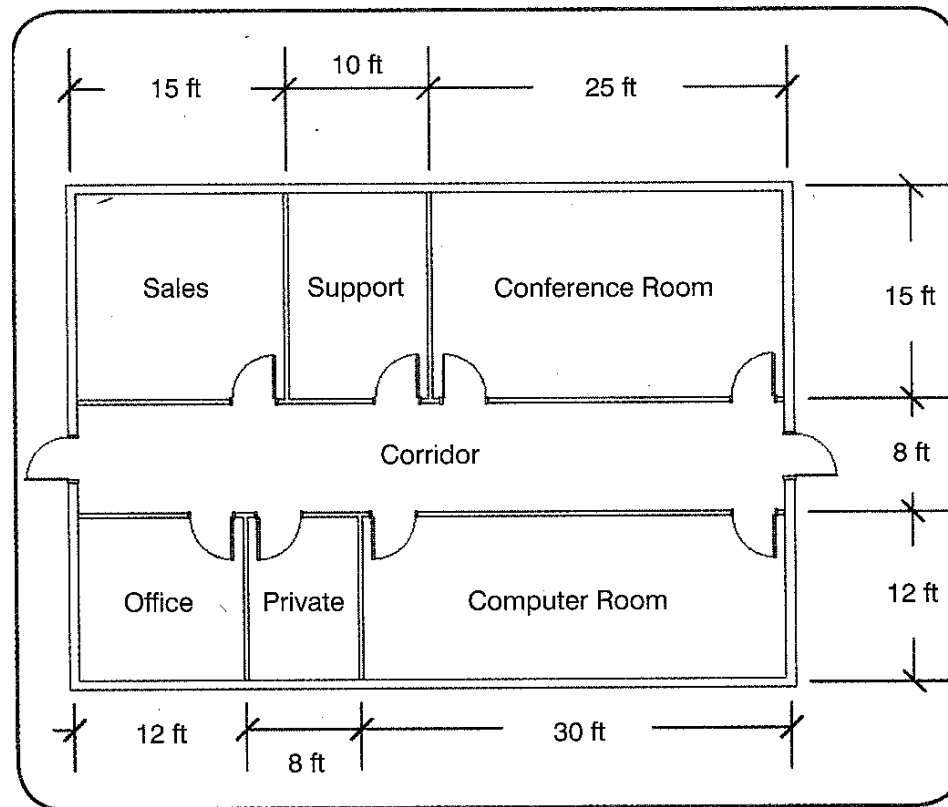 10 ft
15 ft
25 ft
Sales
Support
Conference Room
15 ft
Corridor
8 ft
Office
Private
Computer Room
12 ft
12 ft
8 ft
30 ft